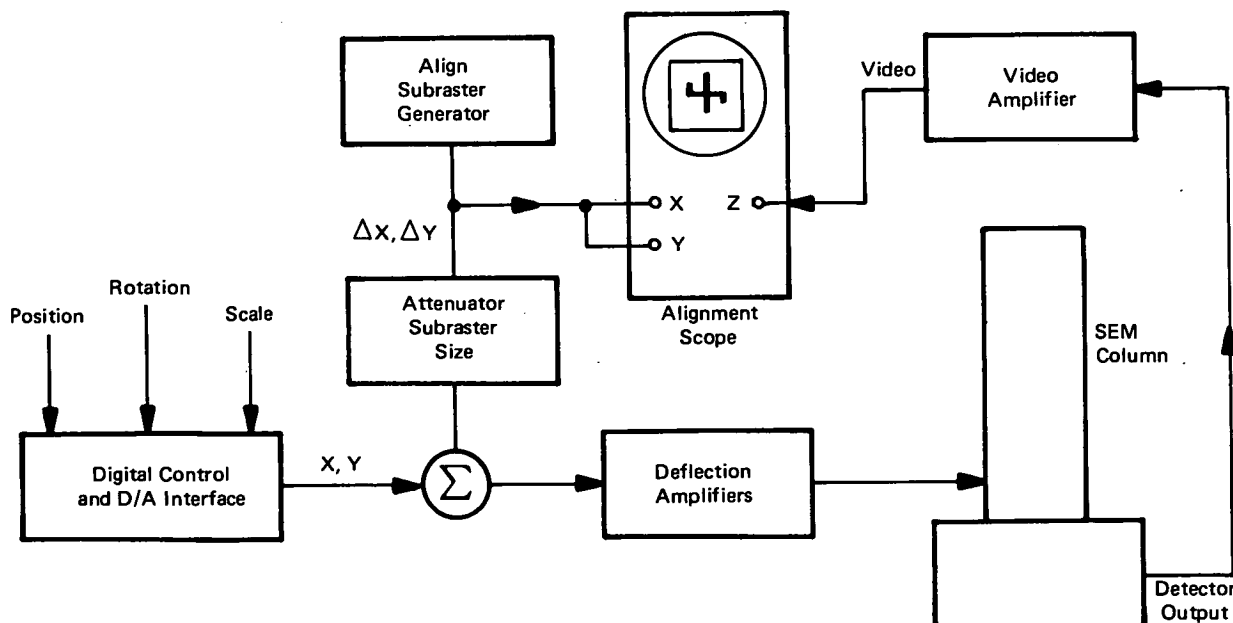 Align
Subraster
Generator
X
Z
Y
Alignment
Scope
Video
Video
Amplifier
ΔX, ΔY
Attenuator
Subraster
Size
Position
Rotation
Scale
Digital Control
and D/A Interface
X, Y
Σ
Deflection
Amplifiers
SEM
Column
Detector
Output